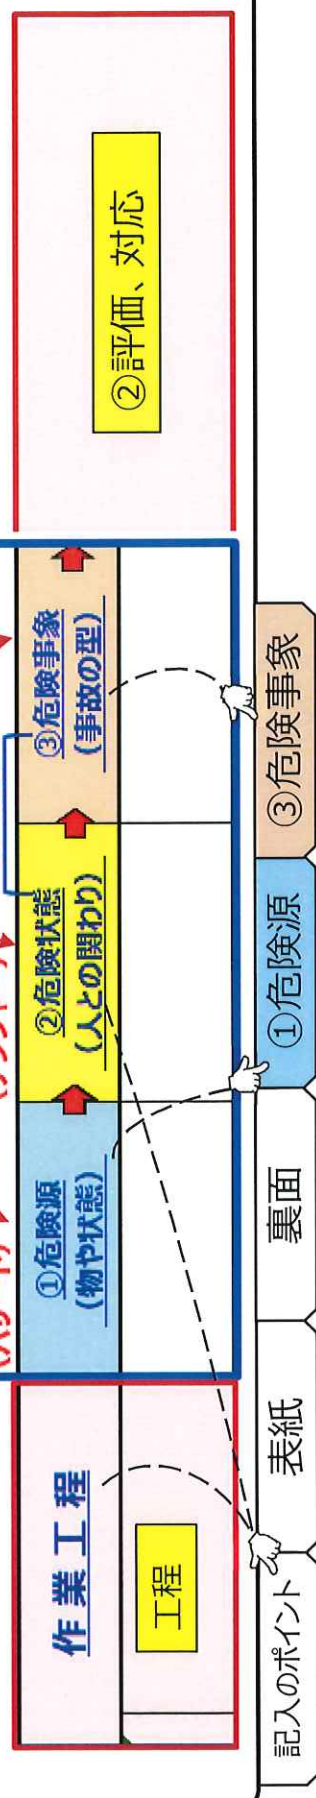 作業工程
①危険源
(物や状態)
②危険状態
(人との関わり)
③危険事象
(事故の型)
工程
②評価、対応
記入のポイント
表紙
裏面
①危険源
③危険事象